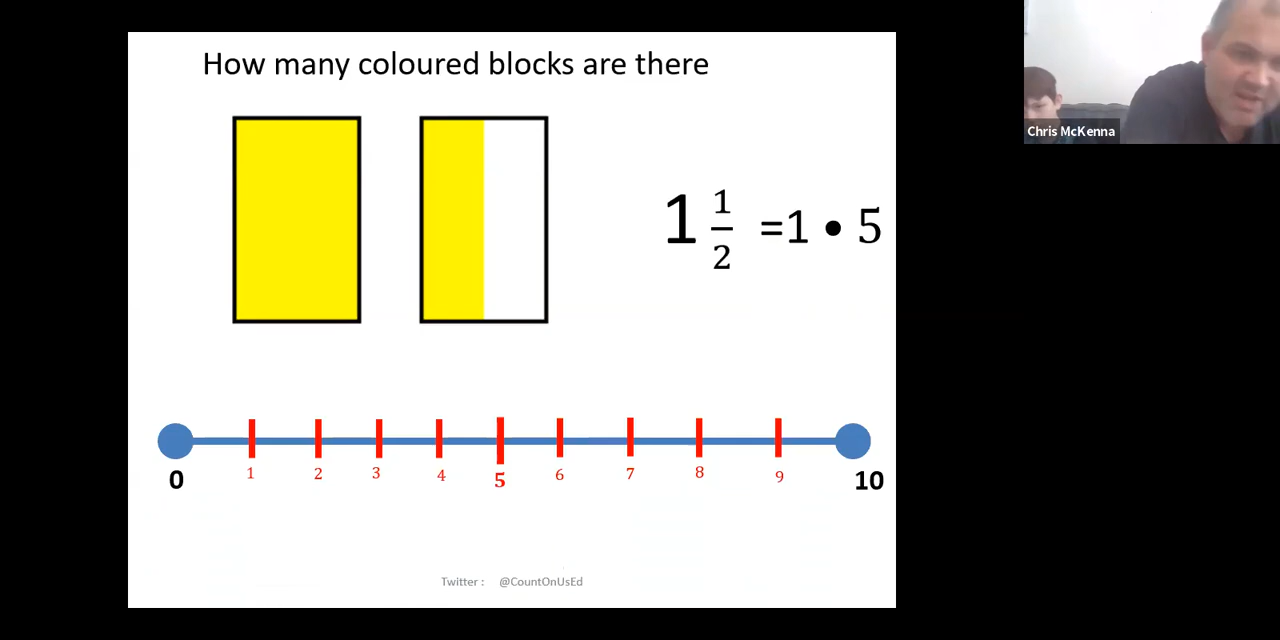 How many coloured blocks are there
Chris McKenna
1 1/2 =1 • 5
0 1 2 3 4 5 6 7 8 9 10
Twitter : @CountOnUsEd